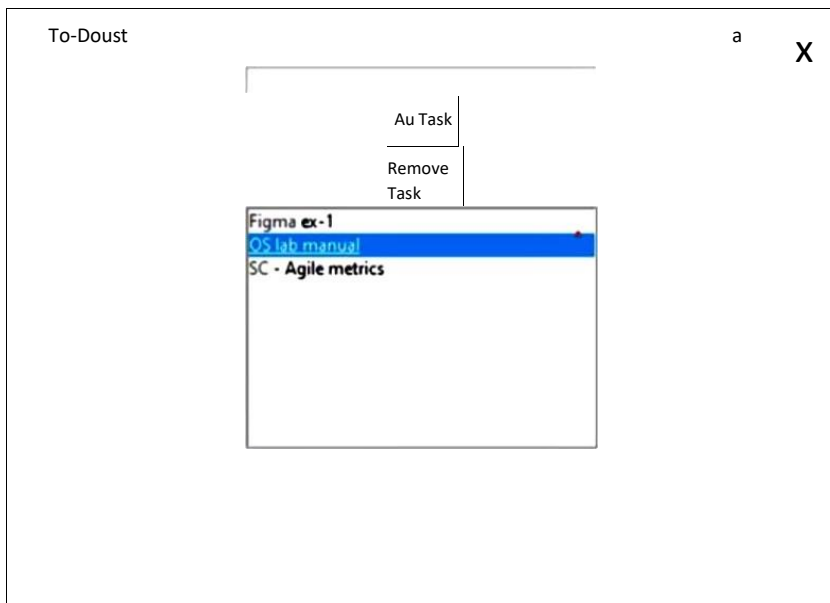 To-Doust a X
Au Task
Remove
Task
Figma ex-1
OS lab manual
SC - Agile metrics